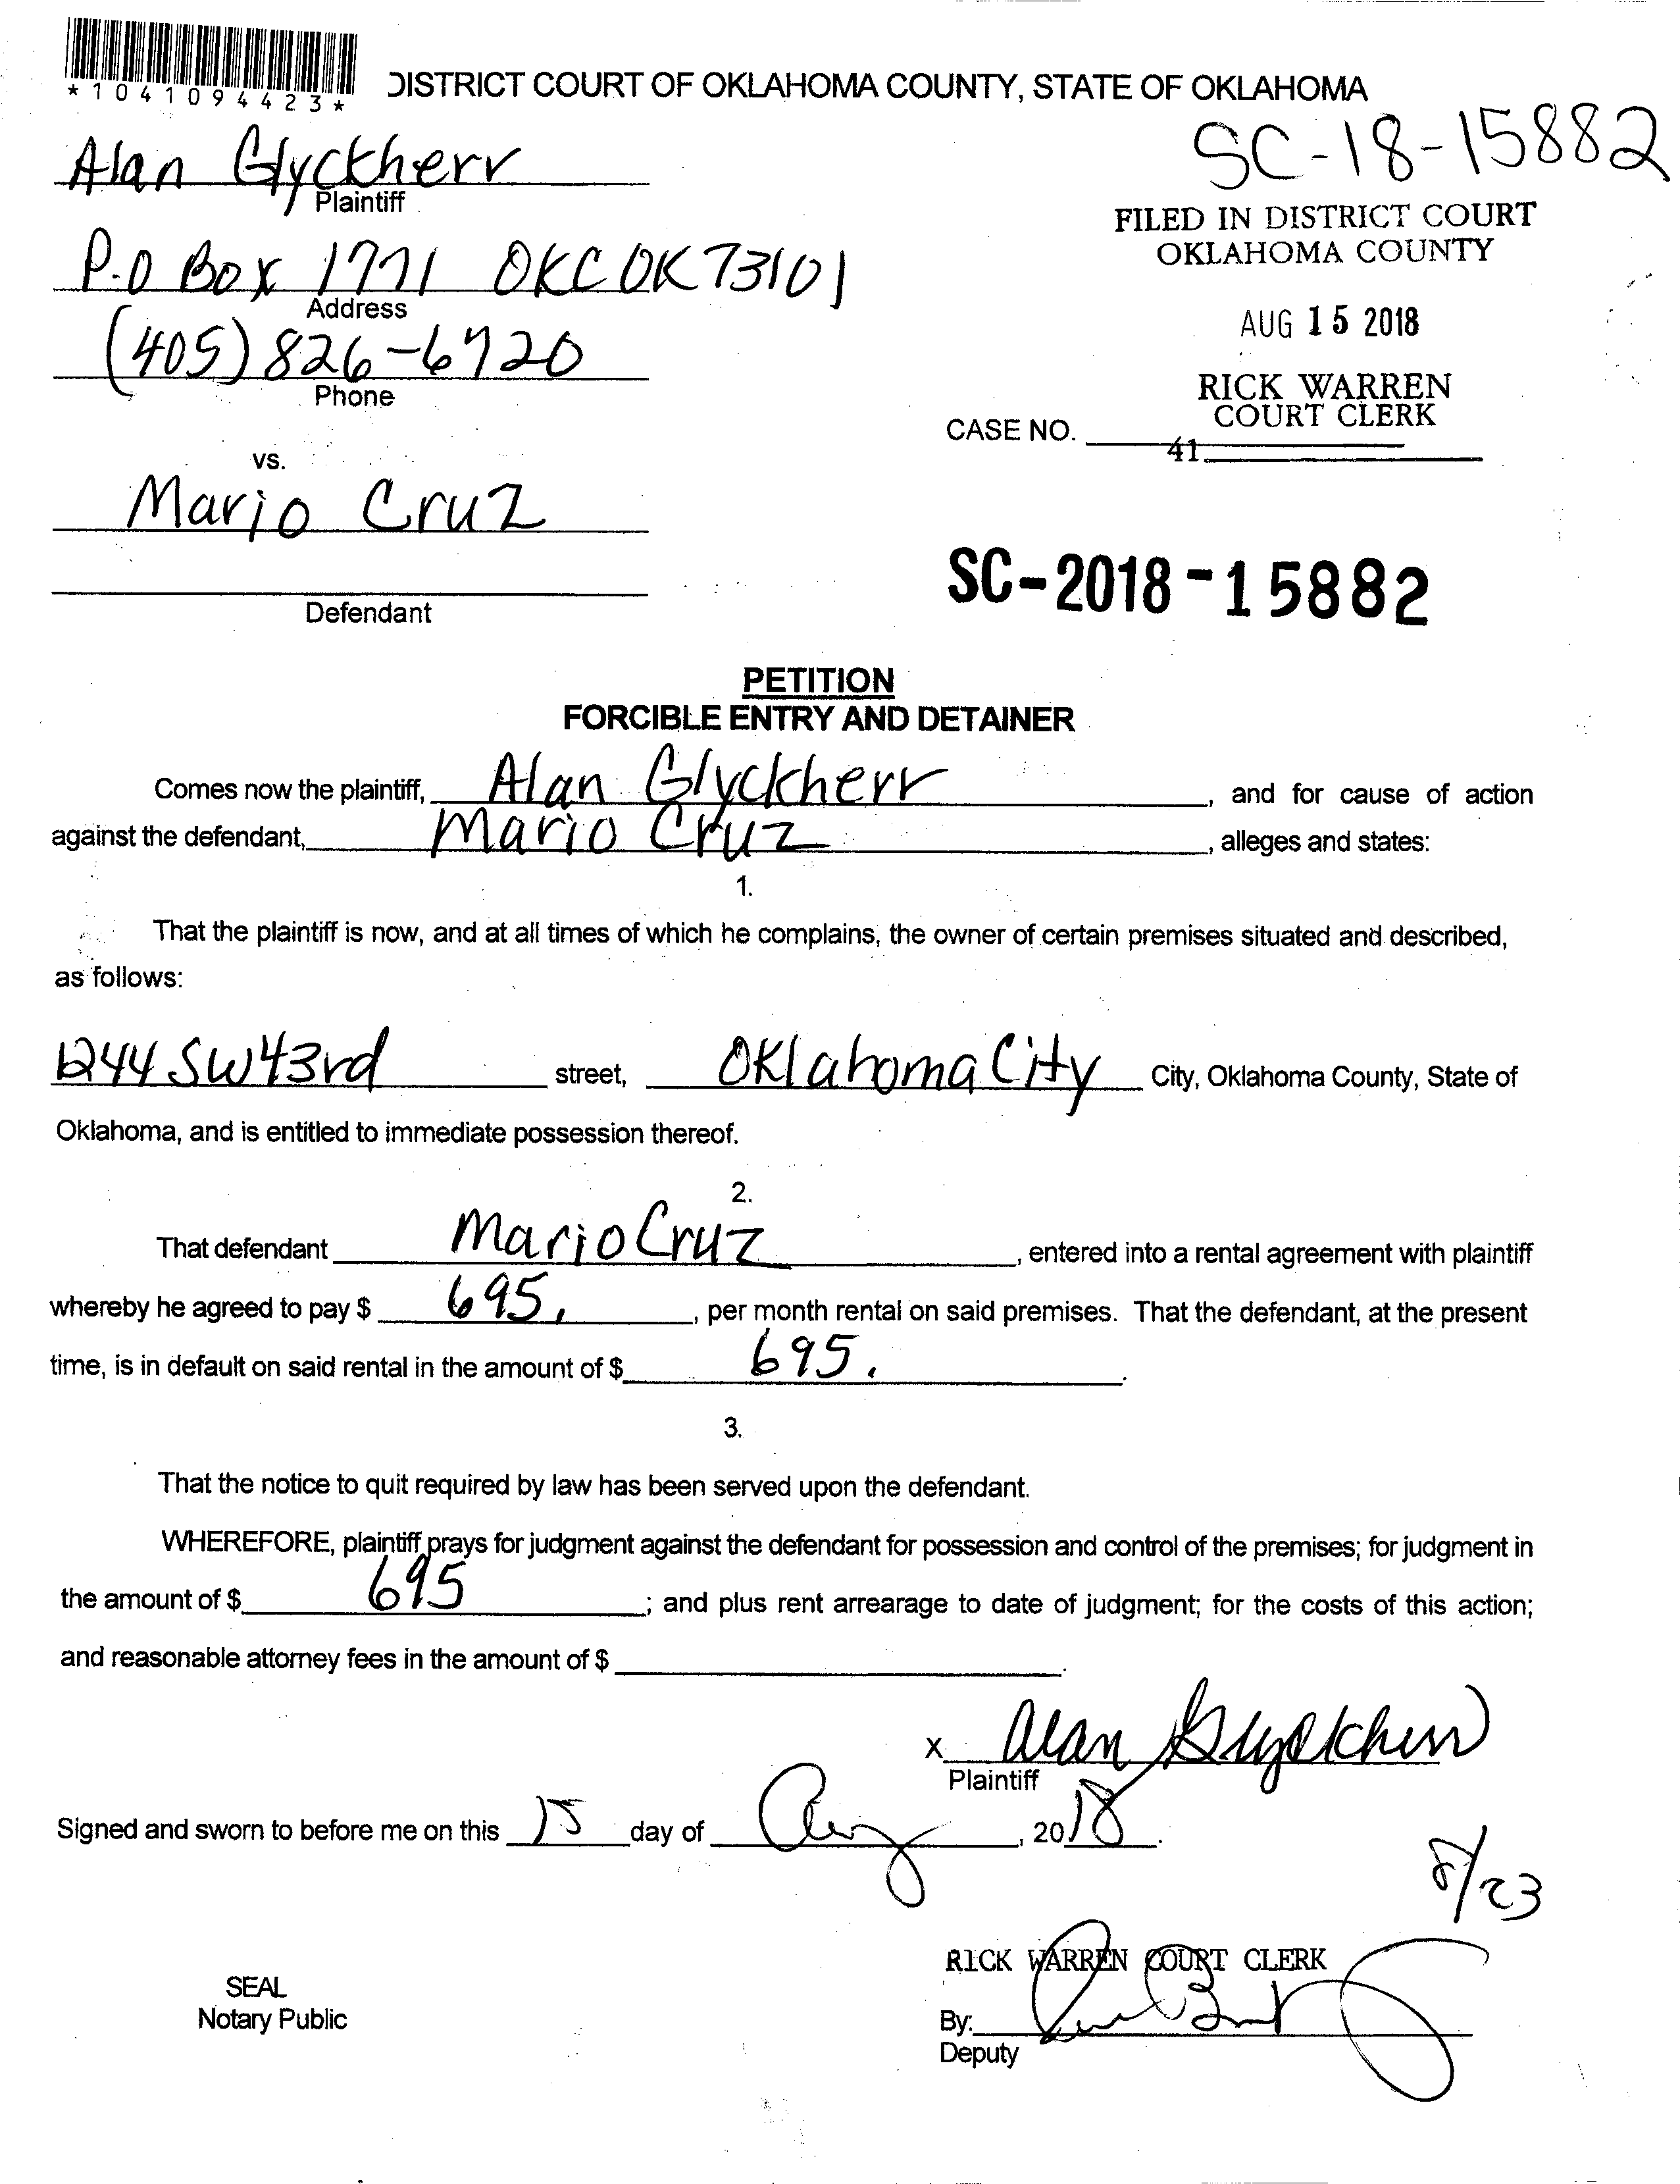 *1041094423*
DISTRICT COURT OF OKLAHOMA COUNTY, STATE OF OKLAHOMA
SC-18-15882
Alan Glyckherr
Plaintiff
FILED IN DISTRICT COURT
OKLAHOMA COUNTY
P.O Box 1771 OKC OK 73101
Address
AUG 15 2018
(405) 826-6720
Phone
RICK WARREN
COURT CLERK
CASE NO.
41
vs.
Mario Cruz
Defendant
SC-2018-15882
PETITION
FORCIBLE ENTRY AND DETAINER
Comes now the plaintiff, Alan Glyckherr, and for cause of action
against the defendant, Mario Cruz, alleges and states:
1.
That the plaintiff is now, and at all times of which he complains, the owner of certain premises situated and described,
as follows:
1244 SW 43rd street, Oklahoma City City, Oklahoma County, State of
Oklahoma, and is entitled to immediate possession thereof.
2.
That defendant Mario Cruz, entered into a rental agreement with plaintiff
whereby he agreed to pay $ 695., per month rental on said premises. That the defendant, at the present
time, is in default on said rental in the amount of $ 695. .
3.
That the notice to quit required by law has been served upon the defendant.
WHEREFORE, plaintiff prays for judgment against the defendant for possession and control of the premises; for judgment in
the amount of $ 695; and plus rent arrearage to date of judgment; for the costs of this action;
and reasonable attorney fees in the amount of $ .
x Alan Glyckherr
Plaintiff
Signed and sworn to before me on this 15 day of Aug, 2018.
8/23
RICK WARREN COURT CLERK
SEAL
Notary Public
By:
Deputy